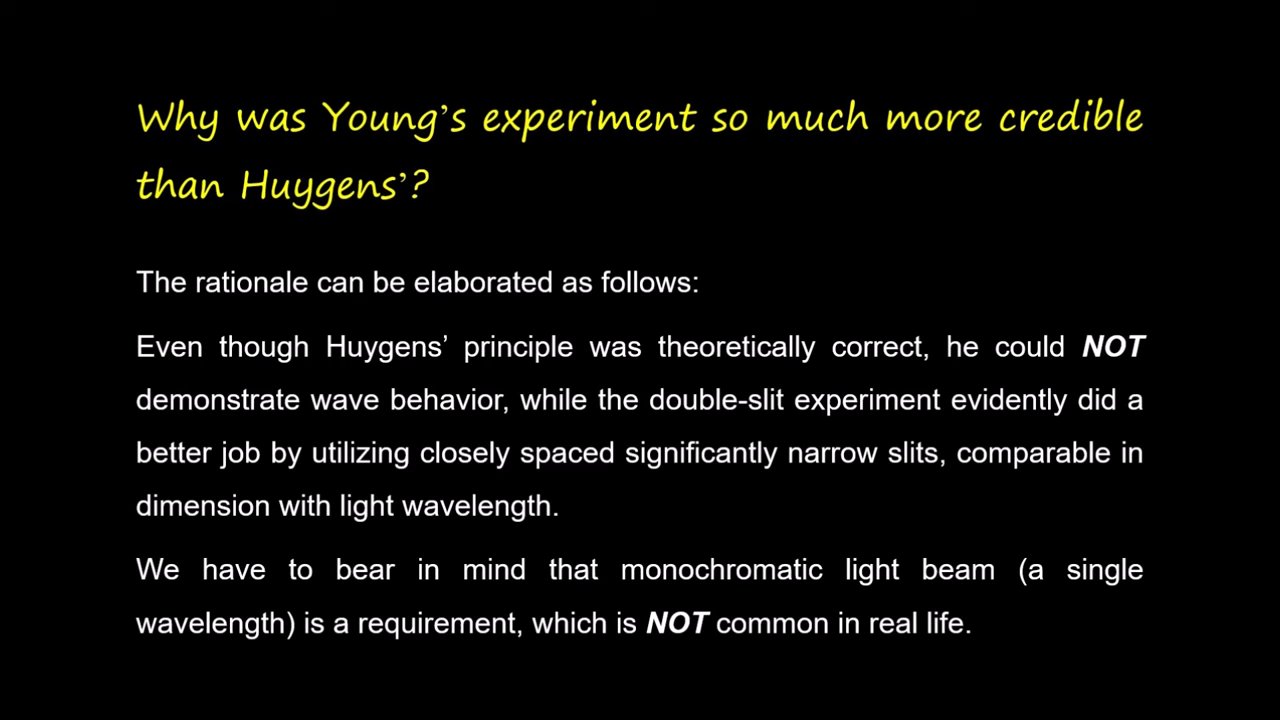 Why was Young's experiment so much more credible
than Huygens'?
The rationale can be elaborated as follows:
Even though Huygens’ principle was theoretically correct, he could NOT
demonstrate wave behavior, while the double-slit experiment evidently did a
better job by utilizing closely spaced significantly narrow slits, comparable in
dimension with light wavelength.
We have to bear in mind that monochromatic light beam (a single
wavelength) is a requirement, which is NOT common in real life.